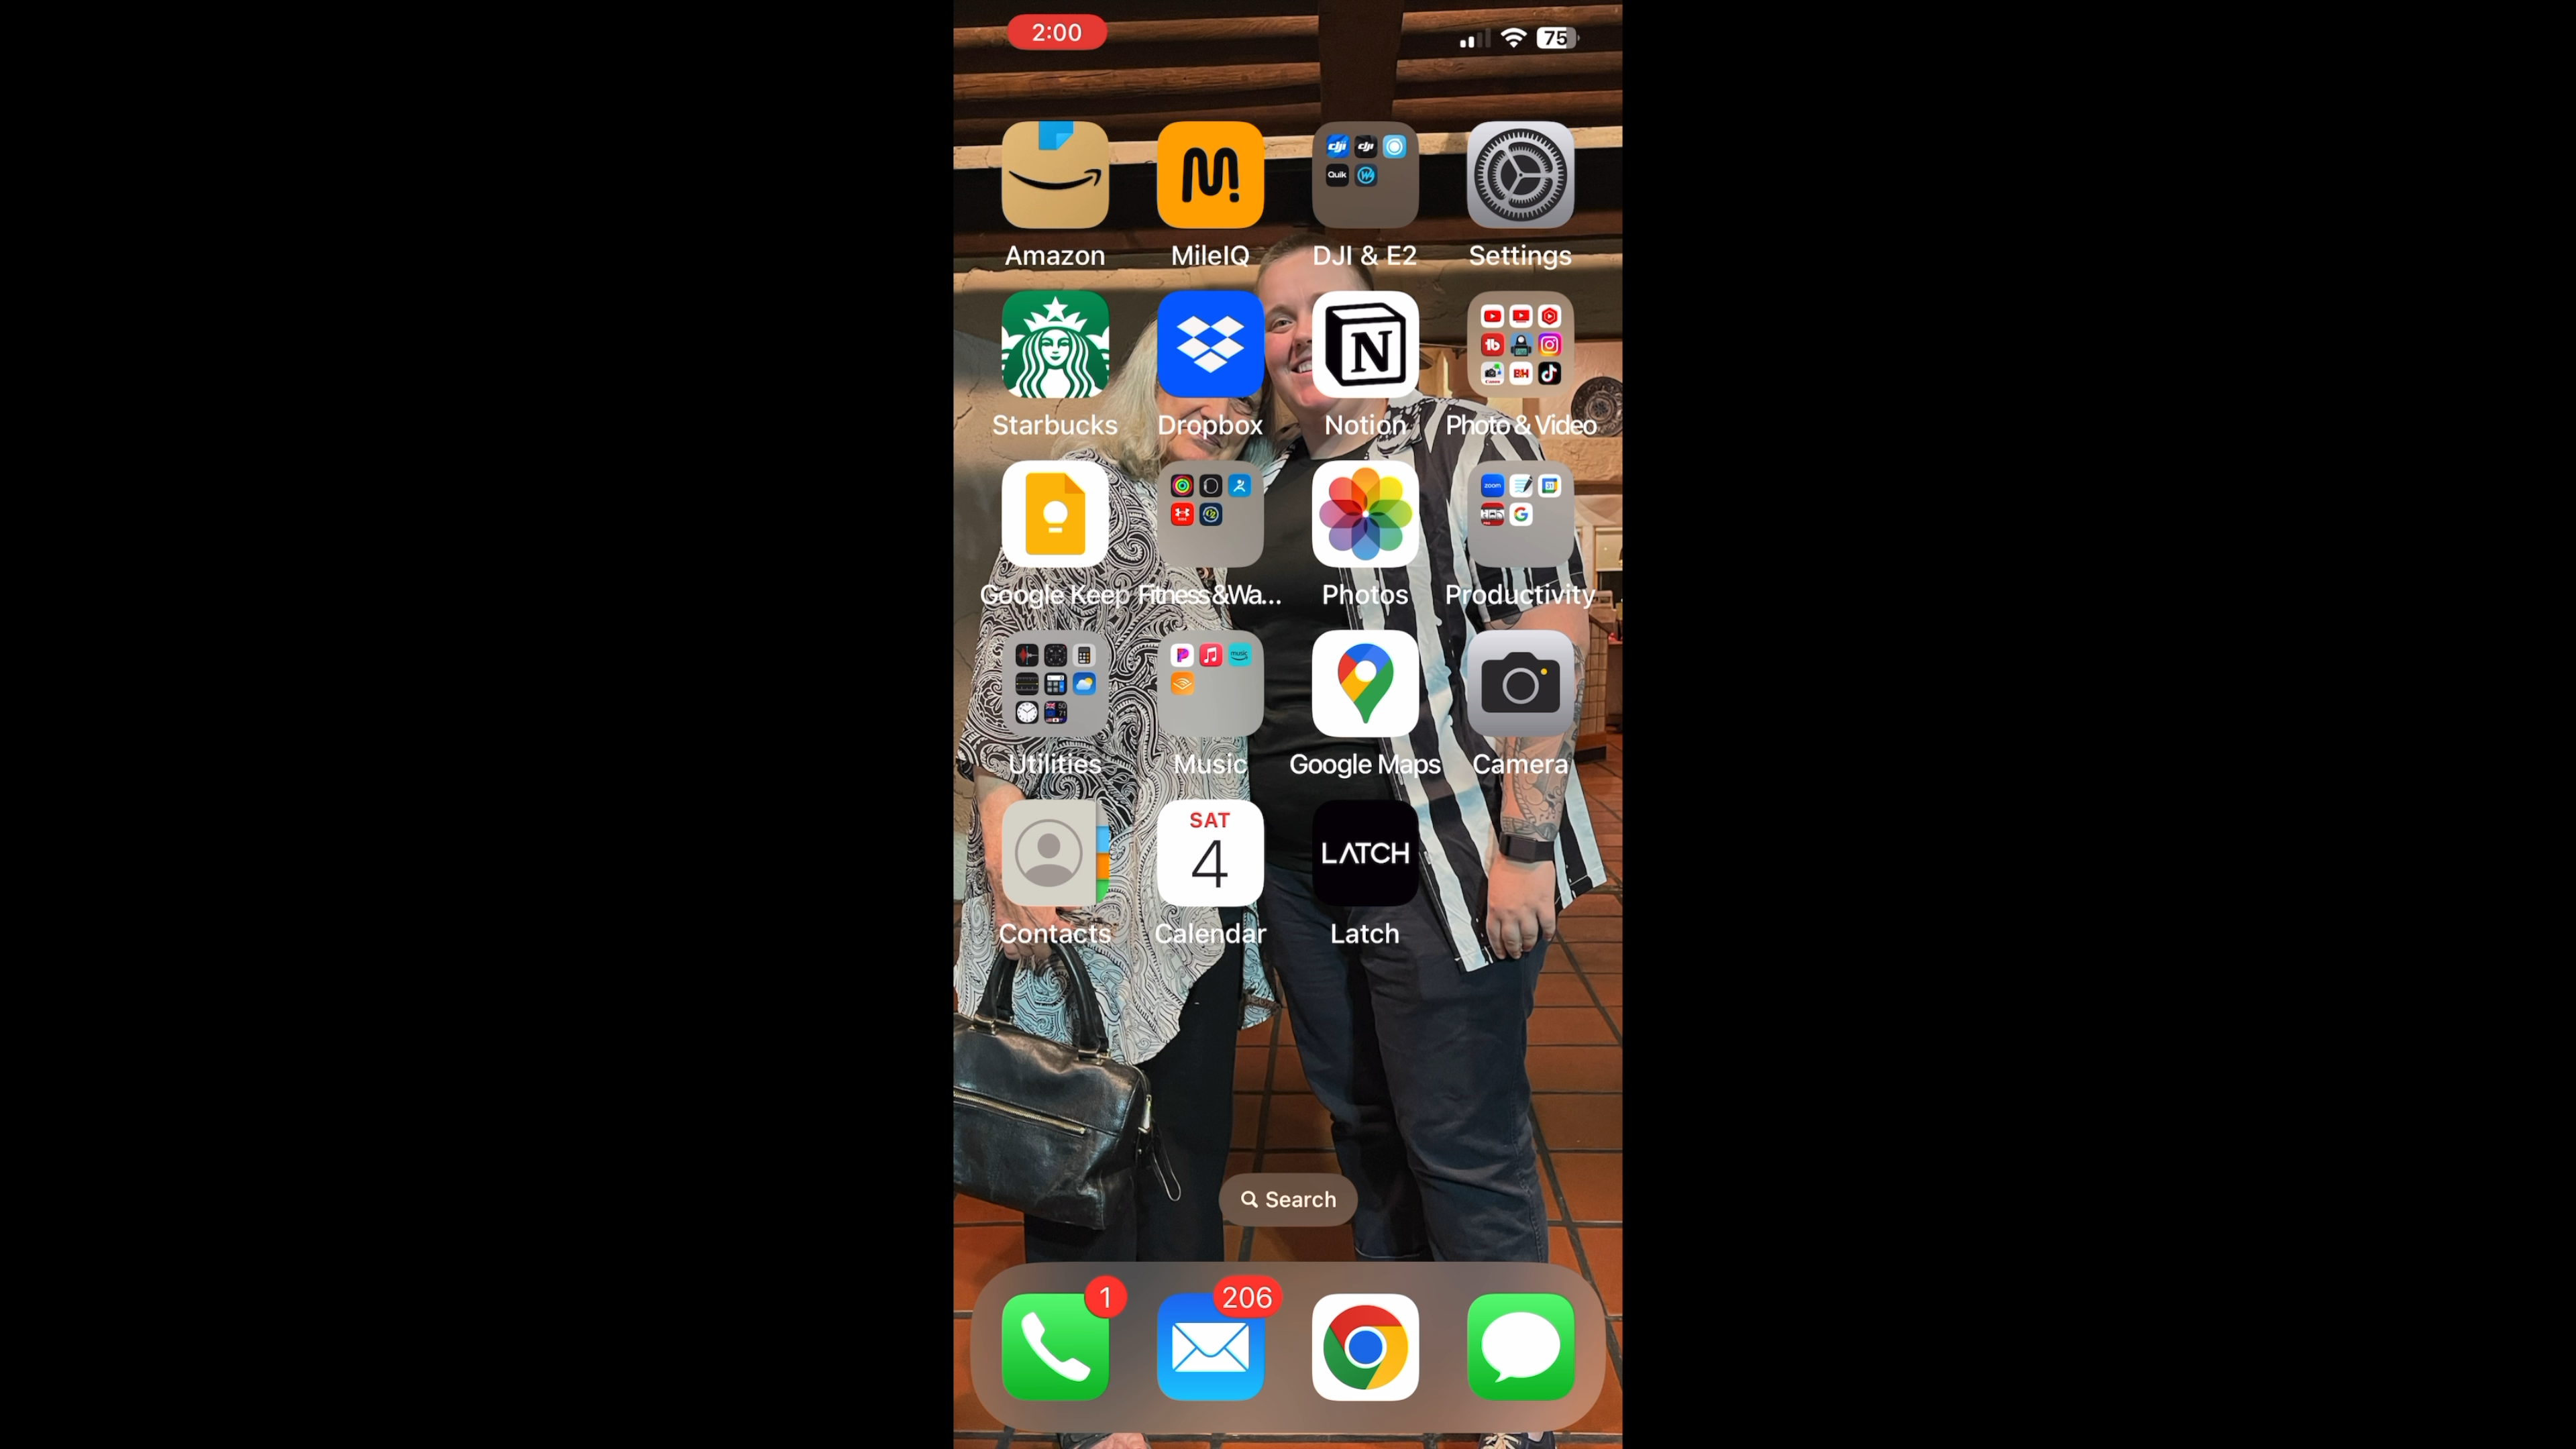 2:00
75
Amazon
MileIQ
DJI & E2
Settings
Starbucks
Dropbox
Notion
Photo & Video
Google Keep
Fitness & Wa...
Photos
Productivity
Utilities
Music
Google Maps
Camera
SAT
4
LATCH
Contacts
Calendar
Latch
Search
1
206